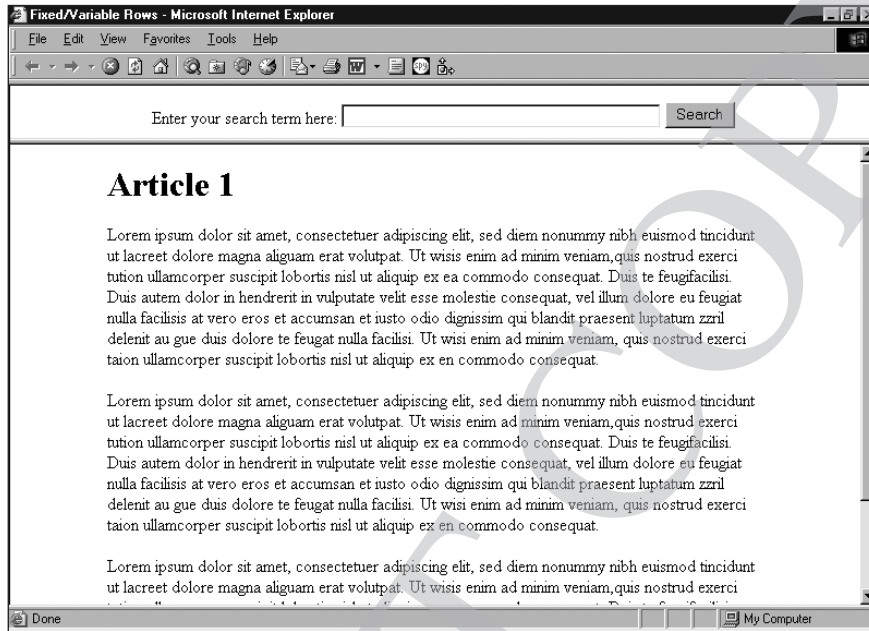 Fixed/Variable Rows - Microsoft Internet Explorer
File Edit View Favorites Tools Help
Enter your search term here: Search
Article 1
Lorem ipsum dolor sit amet, consectetuer adipiscing elit, sed diem nonummy nibh euismod tincidunt
ut lacreet dolore magna aliguam erat volutpat. Ut wisis enim ad minim veniam,quis nostrud exerci
tution ullamcorper suscipit lobortis nisl ut aliquip ex ea commodo consequat. Duis te feugifacilisi.
Duis autem dolor in hendrerit in vulputate velit esse molestie consequat, vel illum dolore eu feugiat
nulla facilisis at vero eros et accumsan et iusto odio dignissim qui blandit praesent luptatum zzril
delenit au gue duis dolore te feugat nulla facilisi. Ut wisi enim ad minim veniam, quis nostrud exerci
taion ullamcorper suscipit lobortis nisl ut aliquip ex en commodo consequat.
Lorem ipsum dolor sit amet, consectetuer adipiscing elit, sed diem nonummy nibh euismod tincidunt
ut lacreet dolore magna aliguam erat volutpat. Ut wisis enim ad minim veniam,quis nostrud exerci
tution ullamcorper suscipit lobortis nisl ut aliquip ex ea commodo consequat. Duis te feugifacilisi.
Duis autem dolor in hendrerit in vulputate velit esse molestie consequat, vel illum dolore eu feugiat
nulla facilisis at vero eros et accumsan et iusto odio dignissim qui blandit praesent luptatum zzril
delenit au gue duis dolore te feugat nulla facilisi. Ut wisi enim ad minim veniam, quis nostrud exerci
taion ullamcorper suscipit lobortis nisl ut aliquip ex en commodo consequat.
Lorem ipsum dolor sit amet, consectetuer adipiscing elit, sed diem nonummy nibh euismod tincidunt
ut lacreet dolore magna aliguam erat volutpat. Ut wisis enim ad minim veniam,quis nostrud exerci
Done My Computer